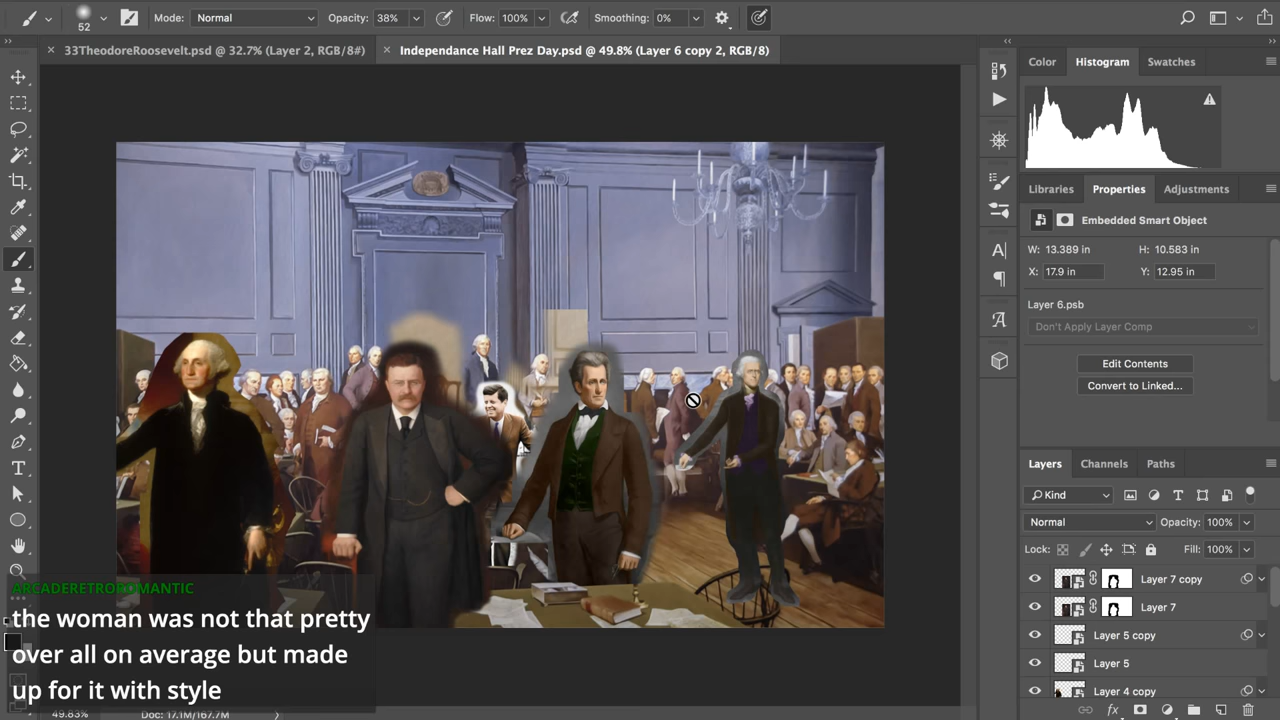 52 Mode: Normal Opacity: 38% Flow: 100% Smoothing: 0%
33TheodoreRoosevelt.psd @ 32.7% (Layer 2, RGB/8#) Independance Hall Prez Day.psd @ 49.8% (Layer 6 copy 2, RGB/8)
Color Histogram Swatches
Libraries Properties Adjustments
Embedded Smart Object
W: 13.389 in H: 10.583 in
X: 17.9 in Y: 12.95 in
Layer 6.psb
Don't Apply Layer Comp
Edit Contents
Convert to Linked...
Layers Channels Paths
Kind
Normal Opacity: 100%
Lock: Fill: 100%
Layer 7 copy
Layer 7
Layer 5 copy
Layer 5
Layer 4 copy
ARCADERETROROMANTIC
the woman was not that pretty
over all on average but made
up for it with style
49.83% Doc: 17.1M/167.7M